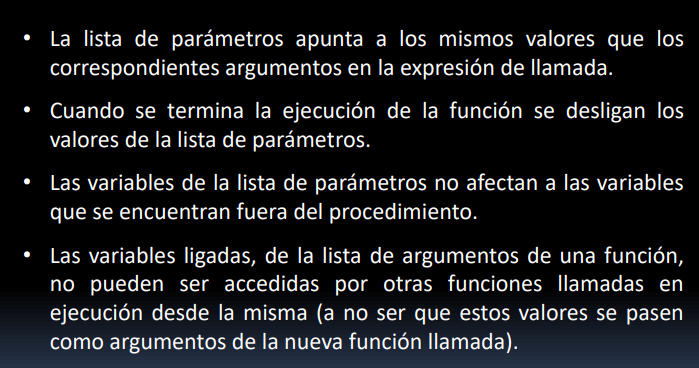 • La lista de parámetros apunta a los mismos valores que los
correspondientes argumentos en la expresión de llamada.
• Cuando se termina la ejecución de la función se desligan los
valores de la lista de parámetros.
• Las variables de la lista de parámetros no afectan a las variables
que se encuentran fuera del procedimiento.
• Las variables ligadas, de la lista de argumentos de una función,
no pueden ser accedidas por otras funciones llamadas en
ejecución desde la misma (a no ser que estos valores se pasen
como argumentos de la nueva función llamada).